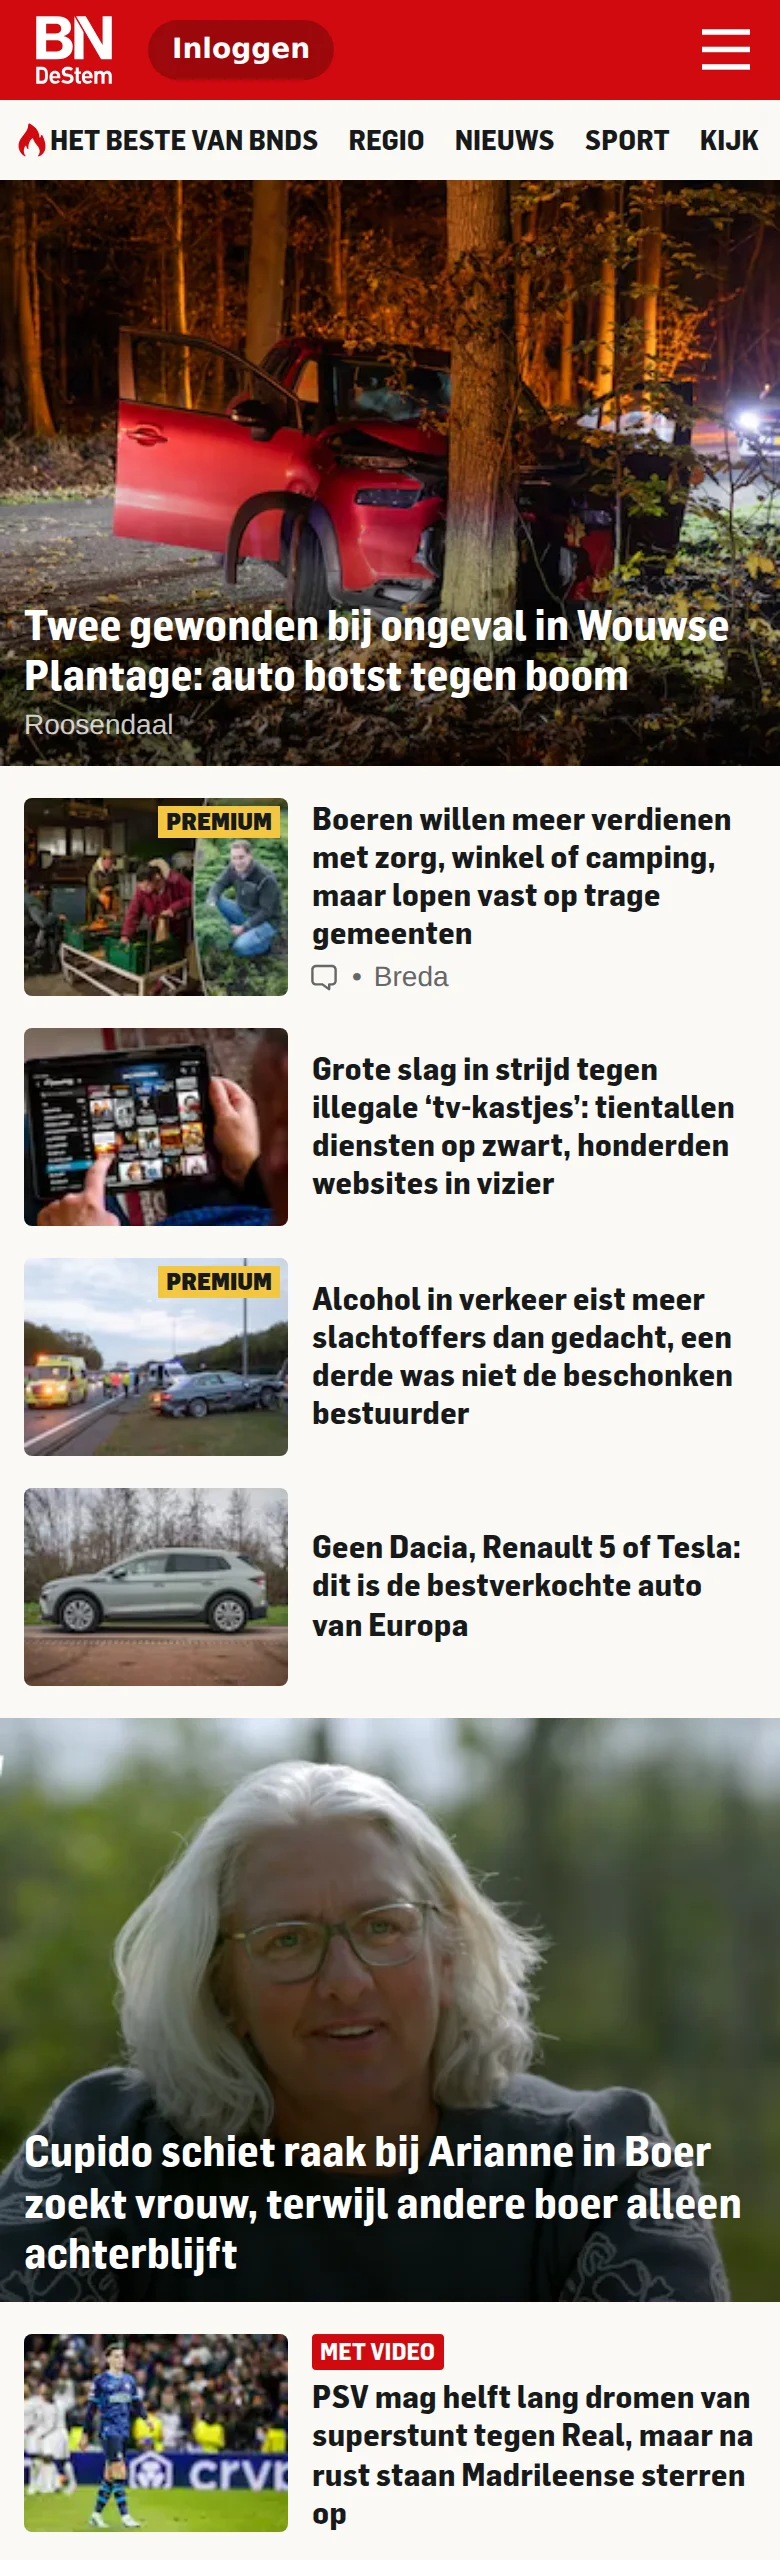 BN
DeStem
Inloggen
HET BESTE VAN BNDS REGIO NIEUWS SPORT KIJK
Twee gewonden bij ongeval in Wouwse
Plantage: auto botst tegen boom
Roosendaal
PREMIUM
Boeren willen meer verdienen
met zorg, winkel of camping,
maar lopen vast op trage
gemeenten
• Breda
Grote slag in strijd tegen
illegale ‘tv-kastjes’: tientallen
diensten op zwart, honderden
websites in vizier
PREMIUM
Alcohol in verkeer eist meer
slachtoffers dan gedacht, een
derde was niet de beschonken
bestuurder
Geen Dacia, Renault 5 of Tesla:
dit is de bestverkochte auto
van Europa
Cupido schiet raak bij Arianne in Boer
zoekt vrouw, terwijl andere boer alleen
achterblijft
MET VIDEO
PSV mag helft lang dromen van
superstunt tegen Real, maar na
rust staan Madrileense sterren
op